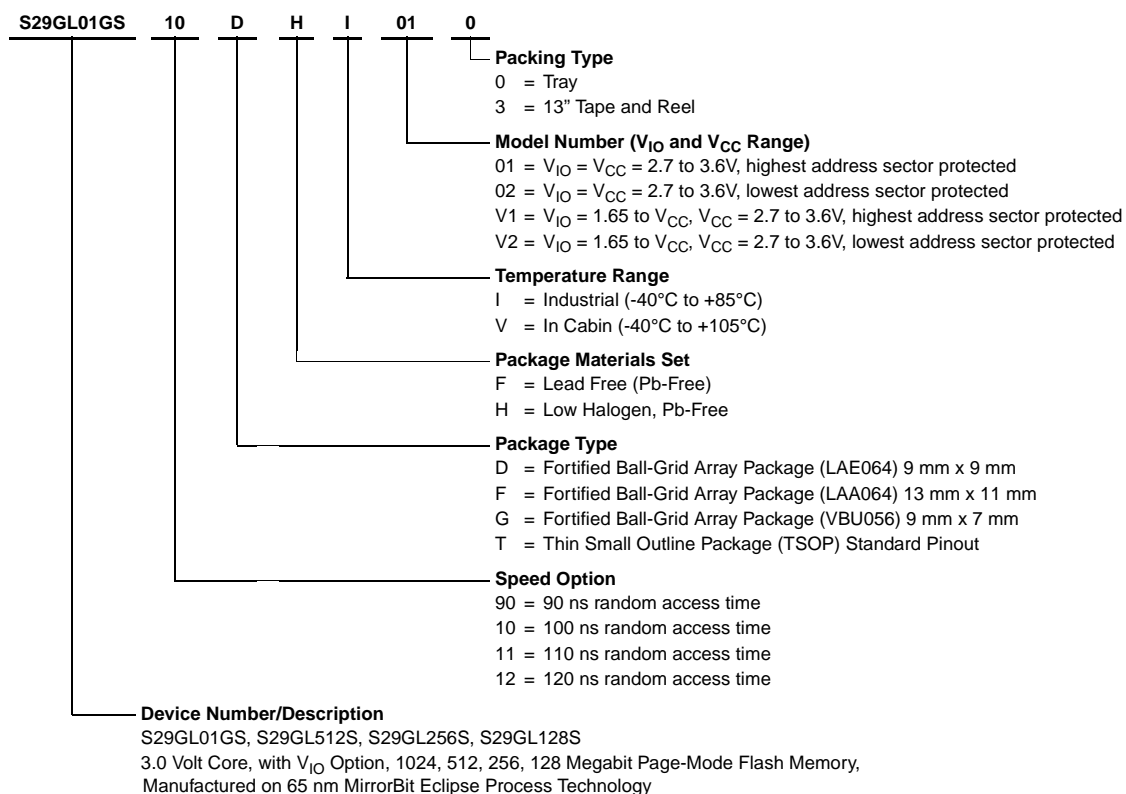 S29GL01GS 10 D H I 01 0
Packing Type
0 = Tray
3 = 13” Tape and Reel
Model Number (VIO and VCC Range)
01 = VIO = VCC = 2.7 to 3.6V, highest address sector protected
02 = VIO = VCC = 2.7 to 3.6V, lowest address sector protected
V1 = VIO = 1.65 to VCC, VCC = 2.7 to 3.6V, highest address sector protected
V2 = VIO = 1.65 to VCC, VCC = 2.7 to 3.6V, lowest address sector protected
Temperature Range
I = Industrial (-40°C to +85°C)
V = In Cabin (-40°C to +105°C)
Package Materials Set
F = Lead Free (Pb-Free)
H = Low Halogen, Pb-Free
Package Type
D = Fortified Ball-Grid Array Package (LAE064) 9 mm x 9 mm
F = Fortified Ball-Grid Array Package (LAA064) 13 mm x 11 mm
G = Fortified Ball-Grid Array Package (VBU056) 9 mm x 7 mm
T = Thin Small Outline Package (TSOP) Standard Pinout
Speed Option
90 = 90 ns random access time
10 = 100 ns random access time
11 = 110 ns random access time
12 = 120 ns random access time
Device Number/Description
S29GL01GS, S29GL512S, S29GL256S, S29GL128S
3.0 Volt Core, with VIO Option, 1024, 512, 256, 128 Megabit Page-Mode Flash Memory,
Manufactured on 65 nm MirrorBit Eclipse Process Technology